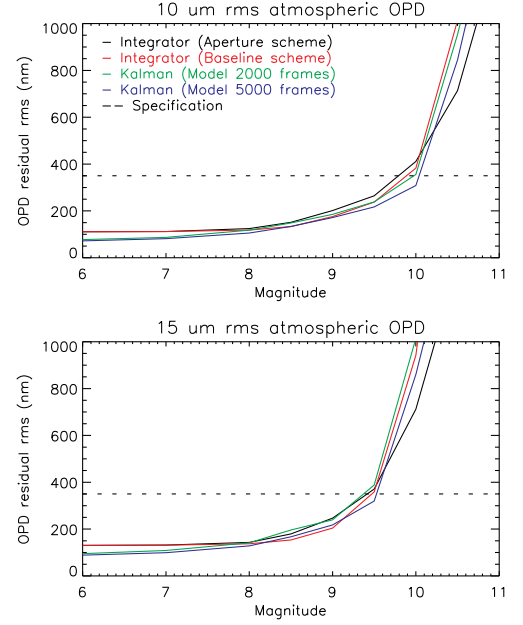 10 um rms atmospheric OPD
1000
800
600
400
200
0
OPD residual rms (nm)
Integrator (Aperture scheme)
Integrator (Baseline scheme)
Kalman (Model 2000 frames)
Kalman (Model 5000 frames)
Specification
6 7 8 9 10 11
Magnitude
15 um rms atmospheric OPD
1000
800
600
400
200
0
OPD residual rms (nm)
6 7 8 9 10 11
Magnitude